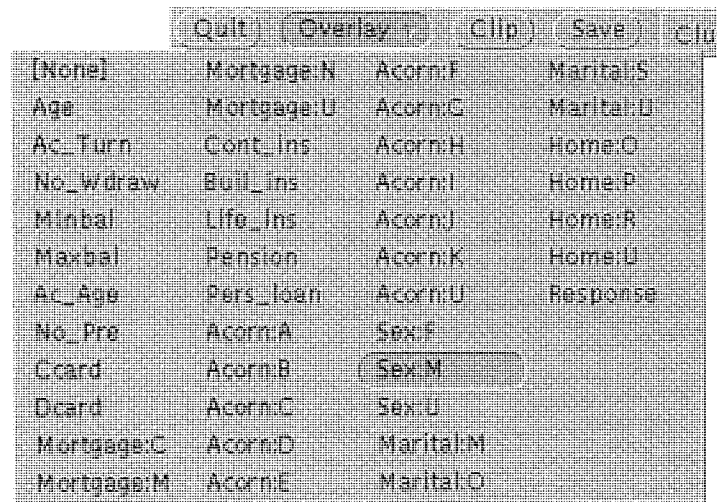 Quit Overlay Clip Save Clu
[None] Mortgage:N Acorn:F Marital:S
Age Mortgage:U Acorn:G Marital:U
Ac_Turn Cont_ins Acorn:H Home:O
No_Wdraw Buil_ins Acorn:I Home:P
Minbal Life_ins Acorn:J Home:R
Maxbal Pension Acorn:K Home:U
Ac_Age Pers_loan Acorn:U Response
No_Pre Acorn:A Sex:F
Ccard Acorn:B Sex:M
Dcard Acorn:C Sex:U
Mortgage:C Acorn:D Marital:M
Mortgage:M Acorn:E Marital:O